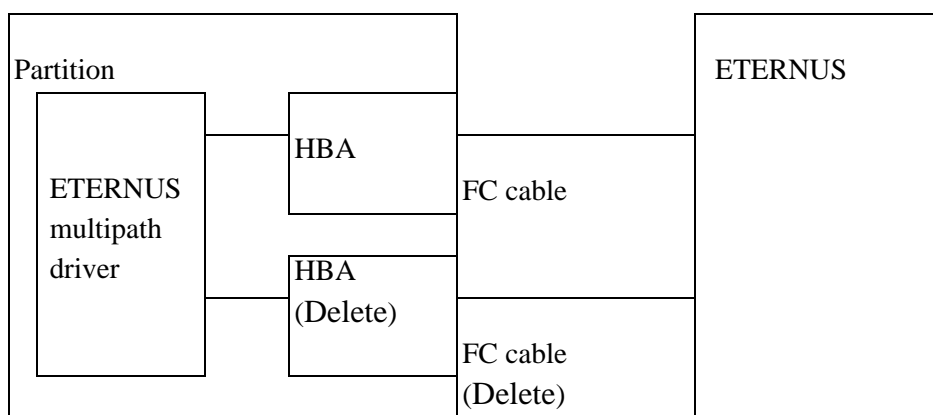 Partition
ETERNUS
HBA
ETERNUS
multipath
driver
FC cable
HBA
(Delete)
FC cable
(Delete)